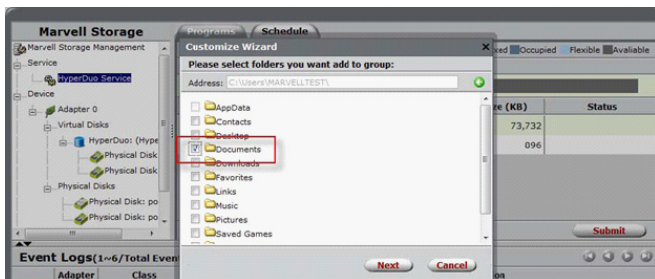 Marvell Storage
Programs Schedule
Marvell Storage Management
Service
HyperDuo Service
Device
Adapter 0
Virtual Disks
HyperDuo: (Hype
Physical Disk
Physical Disk
Physical Disks
Physical Disk: po
Physical Disk: po
Customize Wizard
Please select folders you want add to group:
Address: C:\Users\MARVELLTEST\
AppData
Contacts
Desktop
Documents
Downloads
Favorites
Links
Music
Pictures
Saved Games
Next Cancel
xed Occupied Flexible Available
ze (KB) Status
73,732
096
Submit
Event Logs(1~6/Total Even
Adapter Class
on